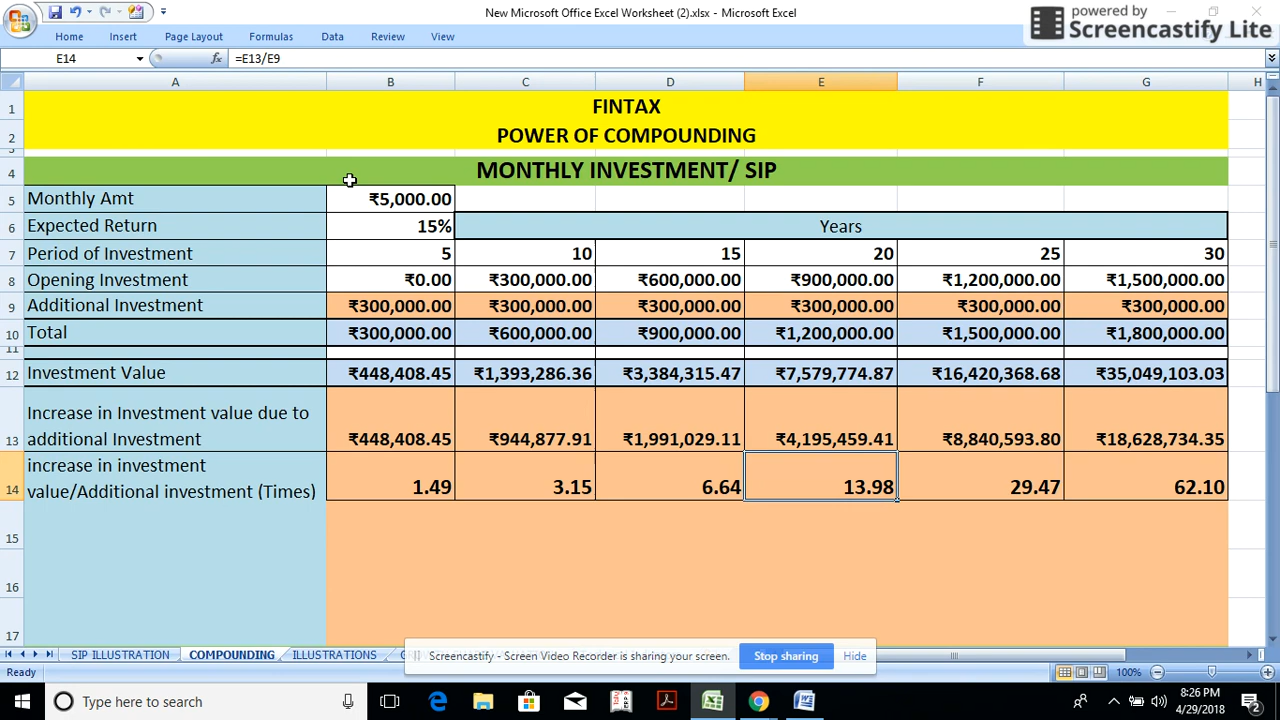 New Microsoft Office Excel Worksheet (2).xlsx - Microsoft Excel
powered by
Screencastify Lite
Home Insert Page Layout Formulas Data Review View
E14 fx =E13/E9
A B C D E F G H
1 FINTAX
2 POWER OF COMPOUNDING
3
4 MONTHLY INVESTMENT/ SIP
5 Monthly Amt ₹5,000.00
6 Expected Return 15% Years
7 Period of Investment 5 10 15 20 25 30
8 Opening Investment ₹0.00 ₹300,000.00 ₹600,000.00 ₹900,000.00 ₹1,200,000.00 ₹1,500,000.00
9 Additional Investment ₹300,000.00 ₹300,000.00 ₹300,000.00 ₹300,000.00 ₹300,000.00 ₹300,000.00
10 Total ₹300,000.00 ₹600,000.00 ₹900,000.00 ₹1,200,000.00 ₹1,500,000.00 ₹1,800,000.00
11
12 Investment Value ₹448,408.45 ₹1,393,286.36 ₹3,384,315.47 ₹7,579,774.87 ₹16,420,368.68 ₹35,049,103.03
Increase in Investment value due to
13 additional Investment ₹448,408.45 ₹944,877.91 ₹1,991,029.11 ₹4,195,459.41 ₹8,840,593.80 ₹18,628,734.35
increase in investment
14 value/Additional investment (Times) 1.49 3.15 6.64 13.98 29.47 62.10
15
16
17
SIP ILLUSTRATION COMPOUNDING ILLUSTRATIONS
Screencastify - Screen Video Recorder is sharing your screen. Stop sharing Hide
Ready 100%
Type here to search
8:26 PM
4/29/2018
2